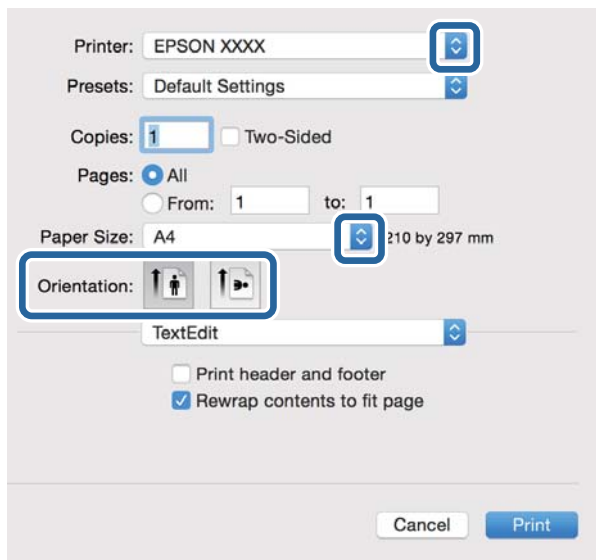 Printer: EPSON XXXX
Presets: Default Settings
Copies: 1 Two-Sided
Pages: All
From: 1 to: 1
Paper Size: A4 210 by 297 mm
Orientation:
TextEdit
Print header and footer
Rewrap contents to fit page
Cancel Print